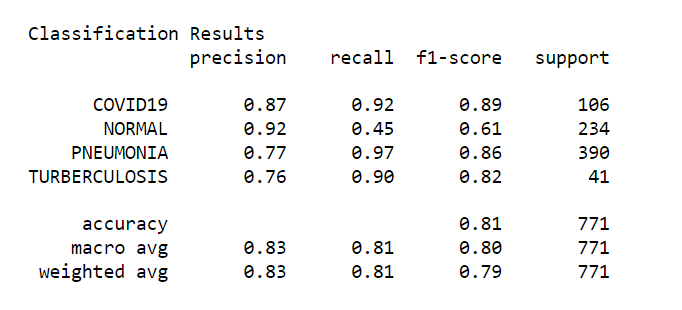 Classification Results
precision recall f1-score support
COVID19 0.87 0.92 0.89 106
NORMAL 0.92 0.45 0.61 234
PNEUMONIA 0.77 0.97 0.86 390
TURBERCULOSIS 0.76 0.90 0.82 41
accuracy 0.81 771
macro avg 0.83 0.81 0.80 771
weighted avg 0.83 0.81 0.79 771